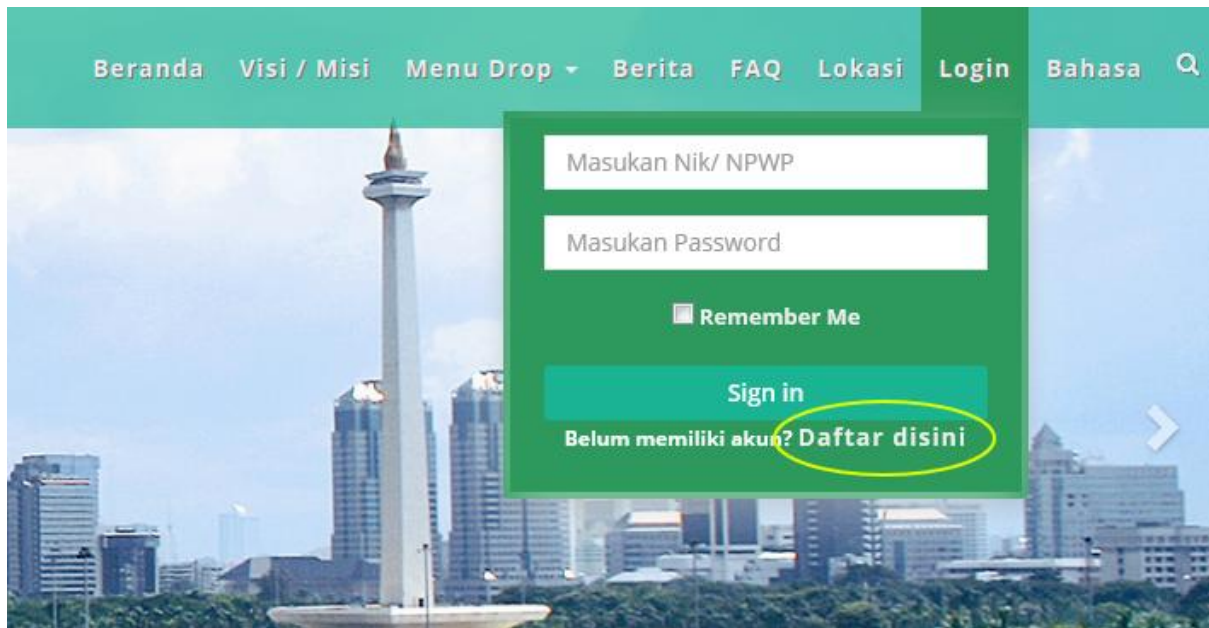 Beranda Visi / Misi Menu Drop Berita FAQ Lokasi Login Bahasa
Masukan Nik/ NPWP
Masukan Password
Remember Me
Sign in
Belum memiliki akun? Daftar disini